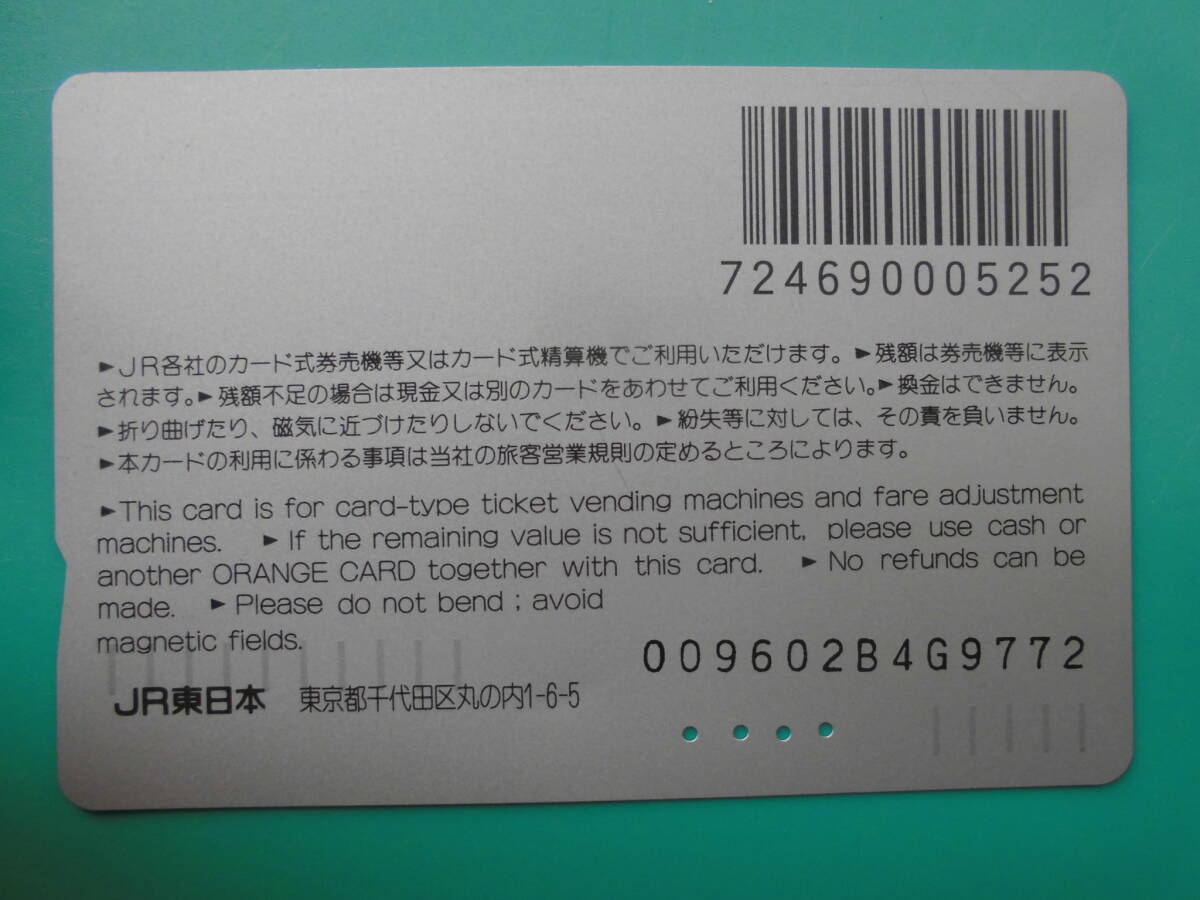 724690005252
►JR各社のカード式券売機等又はカード式精算機でご利用いただけます。►残額は券売機等に表示
されます。►残額不足の場合は現金又は別のカードをあわせてご利用ください。►換金はできません。
►折り曲げたり、磁気に近づけたりしないでください。►紛失等に対しては、その責を負いません。
►本カードの利用に係わる事項は当社の旅客営業規則の定めるところによります。
►This card is for card-type ticket vending machines and fare adjustment
machines. ►If the remaining value is not sufficient, please use cash or
another ORANGE CARD together with this card. ►No refunds can be
made. ►Please do not bend ; avoid
magnetic fields.
009602B4G9772
JR東日本 東京都千代田区丸の内1-6-5